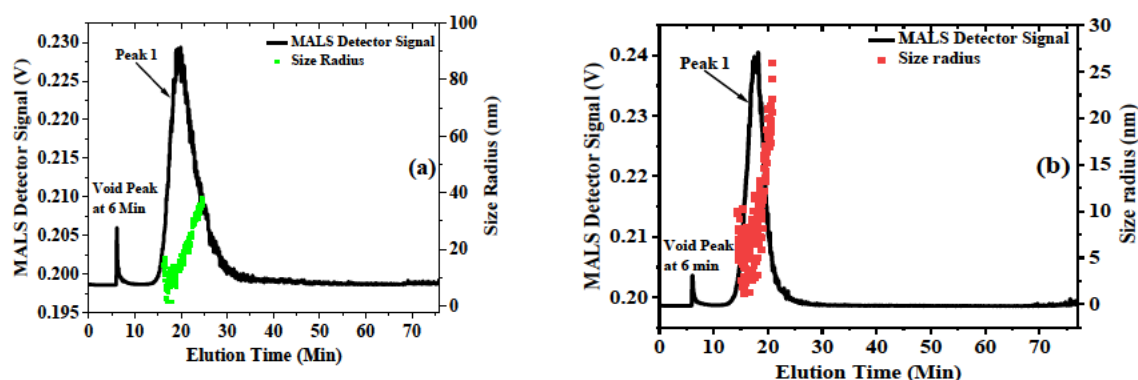 0.230
0.225
0.220
0.215
0.210
0.205
0.200
0.195
MALS Detector Signal (V)
Peak 1
Void Peak
at 6 Min
MALS Detector Signal
Size Radius
(a)
100
80
60
40
20
0
Size Radius (nm)
0 10 20 30 40 50 60 70
Elution Time (Min)
0.24
0.23
0.22
0.21
0.20
MALS Detector Signal (V)
Peak 1
Void Peak
at 6 min
MALS Detector Signal
Size radius
(b)
30
25
20
15
10
5
0
Size radius (nm)
0 10 20 30 40 50 60 70
Elution Time (Min)